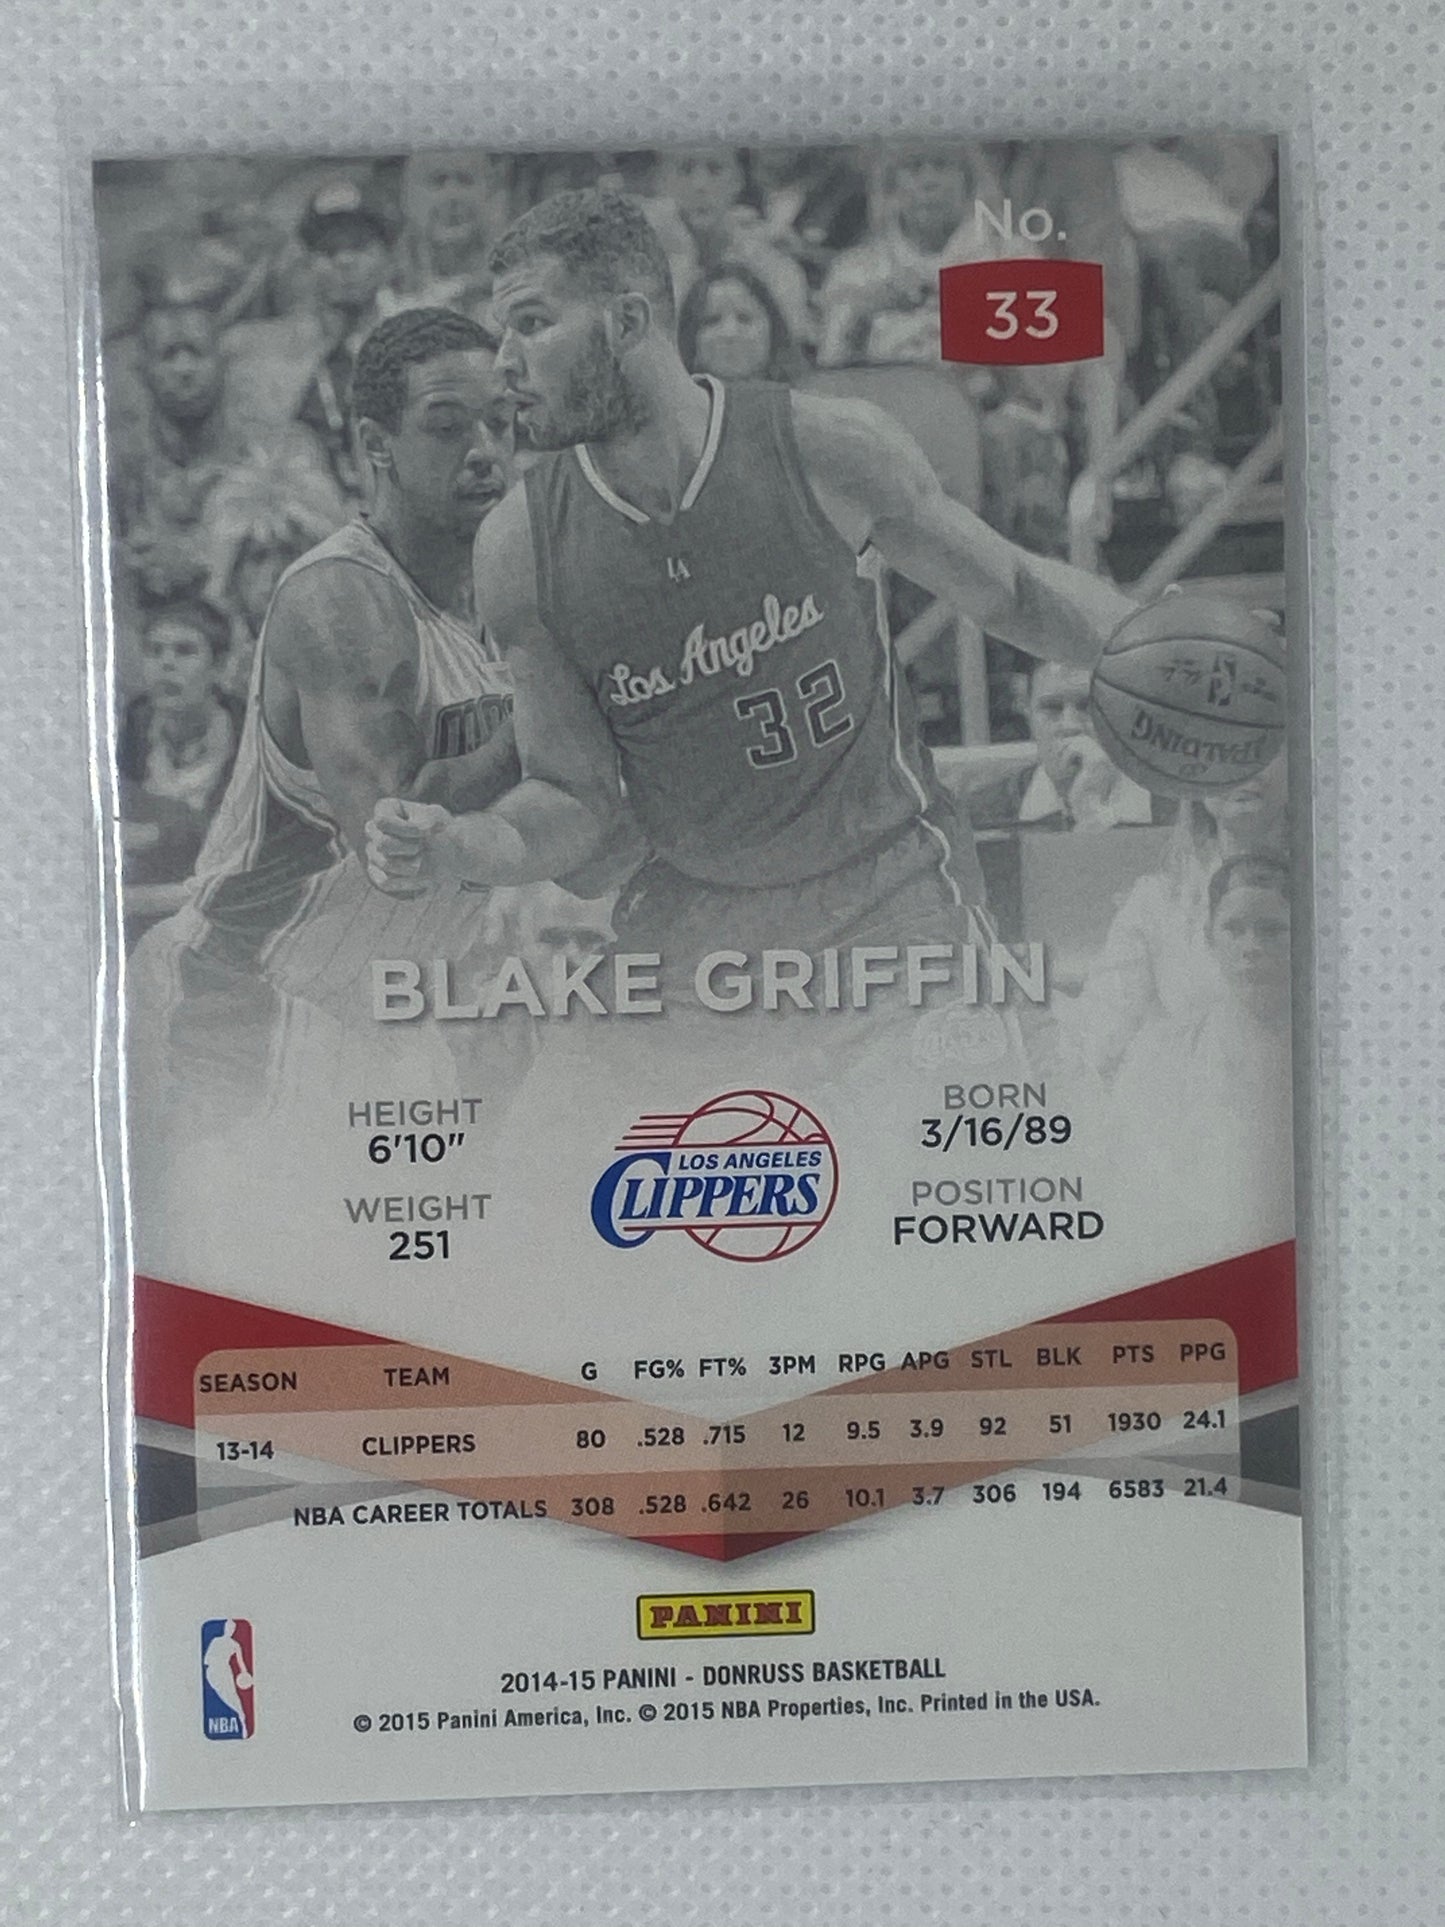 No.
33
LA
Los Angeles
32
SPALDING
BLAKE GRIFFIN
HEIGHT
6'10"
WEIGHT
251
LOS ANGELES
CLIPPERS
BORN
3/16/89
POSITION
FORWARD
SEASON TEAM G FG% FT% 3PM RPG APG STL BLK PTS PPG
13-14 CLIPPERS 80 .528 .715 12 9.5 3.9 92 51 1930 24.1
NBA CAREER TOTALS 308 .528 .642 26 10.1 3.7 306 194 6583 21.4
PANINI
NBA
2014-15 PANINI - DONRUSS BASKETBALL
© 2015 Panini America, Inc. © 2015 NBA Properties, Inc. Printed in the USA.